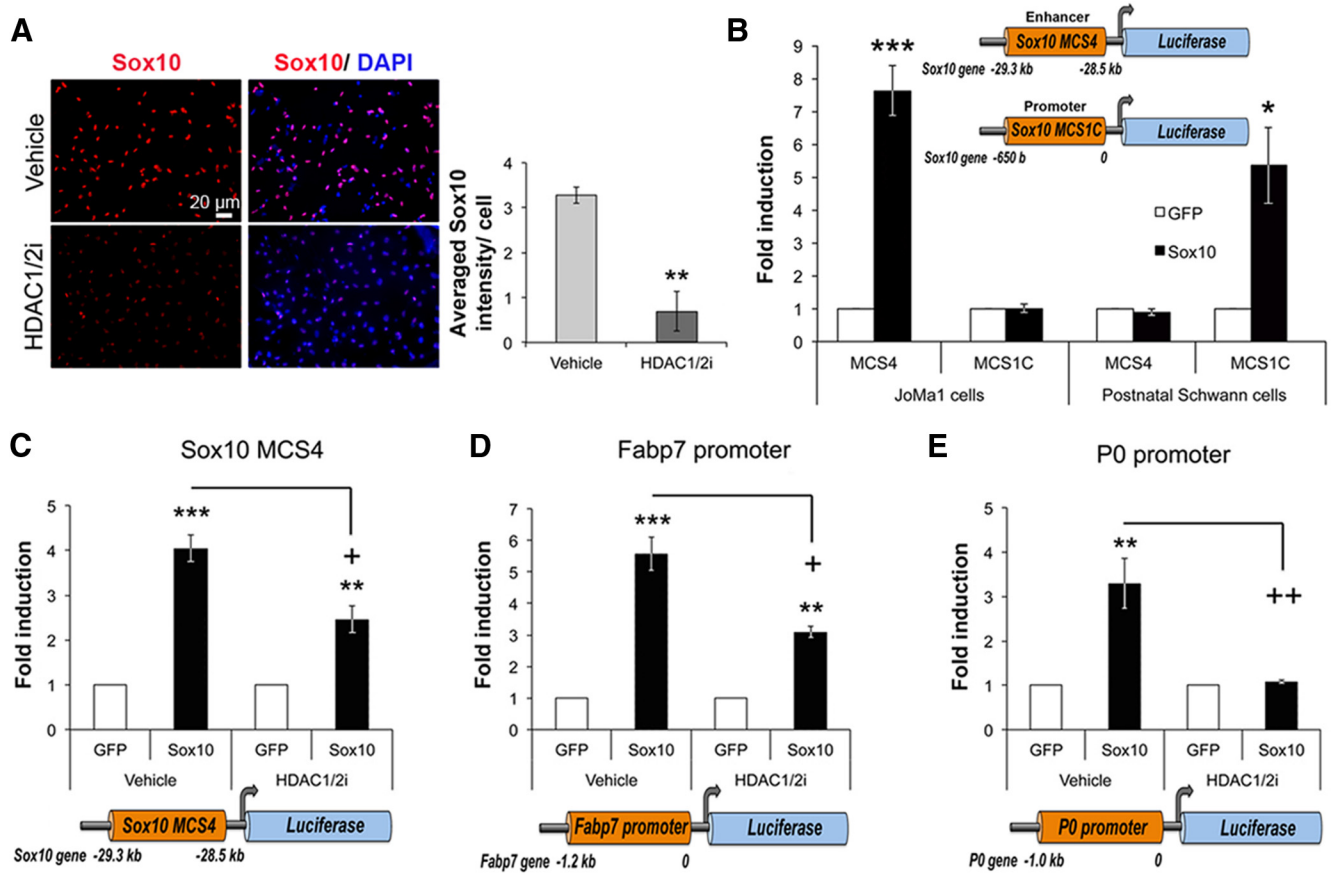 A
Sox10
Sox10/ DAPI
Vehicle
20 µm
HDAC1/2i
Averaged Sox10
intensity/ cell
4
3
2
1
0
**
Vehicle
HDAC1/2i
B
Fold induction
9
8
7
6
5
4
3
2
1
0
***
*
Enhancer
Sox10 MCS4
Luciferase
Sox10 gene -29.3 kb
-28.5 kb
Promoter
Sox10 MCS1C
Luciferase
Sox10 gene -650 b
0
GFP
Sox10
MCS4
MCS1C
MCS4
MCS1C
JoMa1 cells
Postnatal Schwann cells
C
Sox10 MCS4
Fold induction
5
4
3
2
1
0
***
+
**
GFP
Sox10
GFP
Sox10
Vehicle
HDAC1/2i
Sox10 MCS4
Luciferase
Sox10 gene -29.3 kb
-28.5 kb
D
Fabp7 promoter
Fold induction
7
6
5
4
3
2
1
0
***
+
**
GFP
Sox10
GFP
Sox10
Vehicle
HDAC1/2i
Fabp7 promoter
Luciferase
Fabp7 gene -1.2 kb
0
E
P0 promoter
Fold induction
5
4
3
2
1
0
**
++
GFP
Sox10
GFP
Sox10
Vehicle
HDAC1/2i
P0 promoter
Luciferase
P0 gene -1.0 kb
0